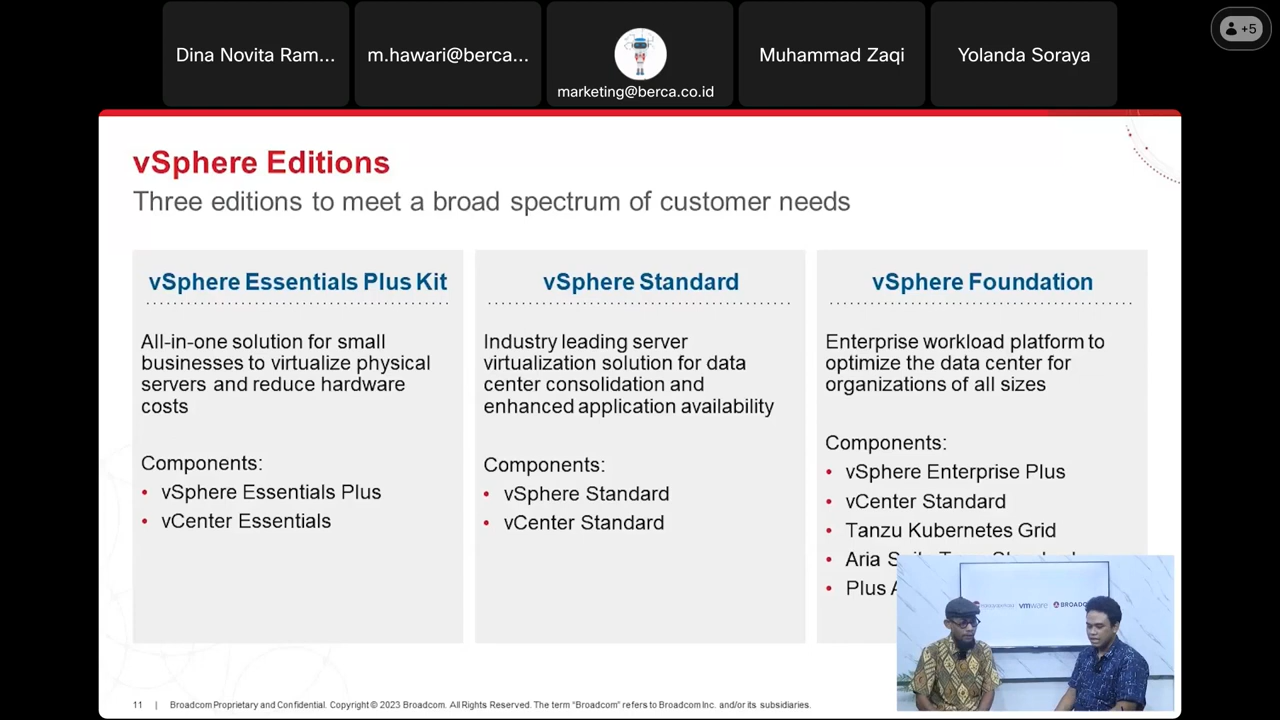 Dina Novita Ram...
m.hawari@berca...
marketing@berca.co.id
Muhammad Zaqi
Yolanda Soraya
+5
vSphere Editions
Three editions to meet a broad spectrum of customer needs
vSphere Essentials Plus Kit
All-in-one solution for small
businesses to virtualize physical
servers and reduce hardware
costs
Components:
• vSphere Essentials Plus
• vCenter Essentials
vSphere Standard
Industry leading server
virtualization solution for data
center consolidation and
enhanced application availability
Components:
• vSphere Standard
• vCenter Standard
vSphere Foundation
Enterprise workload platform to
optimize the data center for
organizations of all sizes
Components:
• vSphere Enterprise Plus
• vCenter Standard
• Tanzu Kubernetes Grid
• Aria
• Plus
vmware
11 | Broadcom Proprietary and Confidential. Copyright © 2023 Broadcom. All Rights Reserved. The term “Broadcom” refers to Broadcom Inc. and/or its subsidiaries.